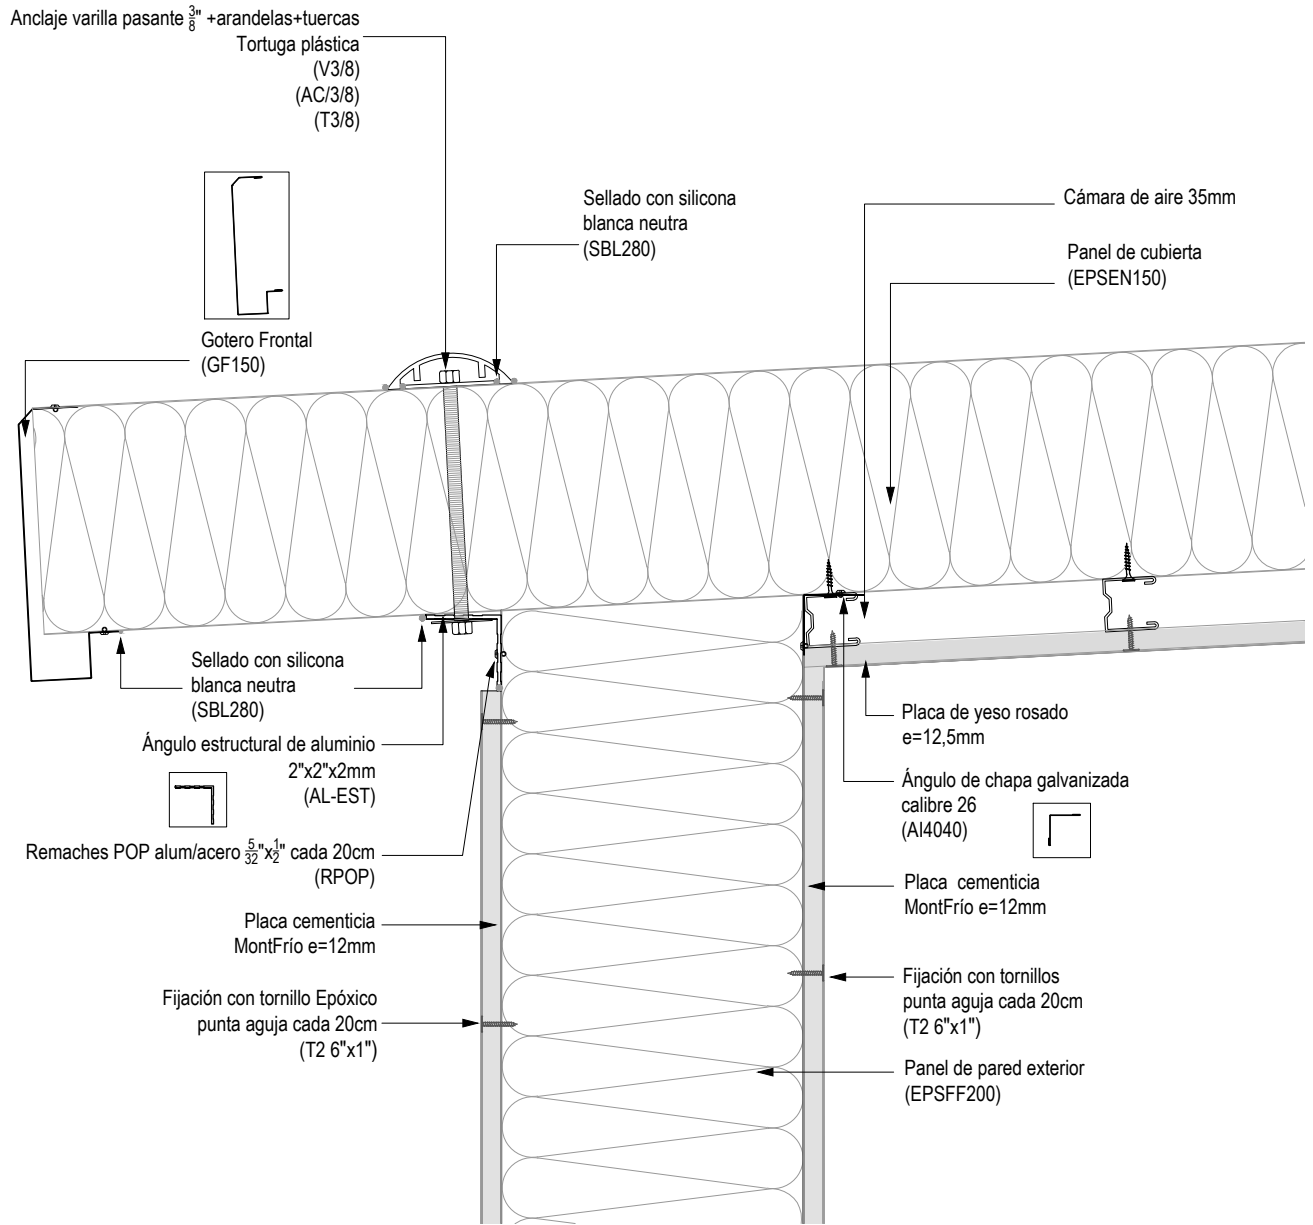 Anclaje varilla pasante 3/8" +arandelas+tuercas
Tortuga plástica
(V3/8)
(AC/3/8)
(T3/8)
Sellado con silicona
blanca neutra
(SBL280)
Cámara de aire 35mm
Panel de cubierta
(EPSEN150)
Gotero Frontal
(GF150)
Sellado con silicona
blanca neutra
(SBL280)
Ángulo estructural de aluminio
2"x2"x2mm
(AL-EST)
Remaches POP alum/acero 5/32"x1/2" cada 20cm
(RPOP)
Placa cementicia
MontFrío e=12mm
Fijación con tornillo Epóxico
punta aguja cada 20cm
(T2 6"x1")
Placa de yeso rosado
e=12,5mm
Ángulo de chapa galvanizada
calibre 26
(AI4040)
Placa cementicia
MontFrío e=12mm
Fijación con tornillos
punta aguja cada 20cm
(T2 6"x1")
Panel de pared exterior
(EPSFF200)